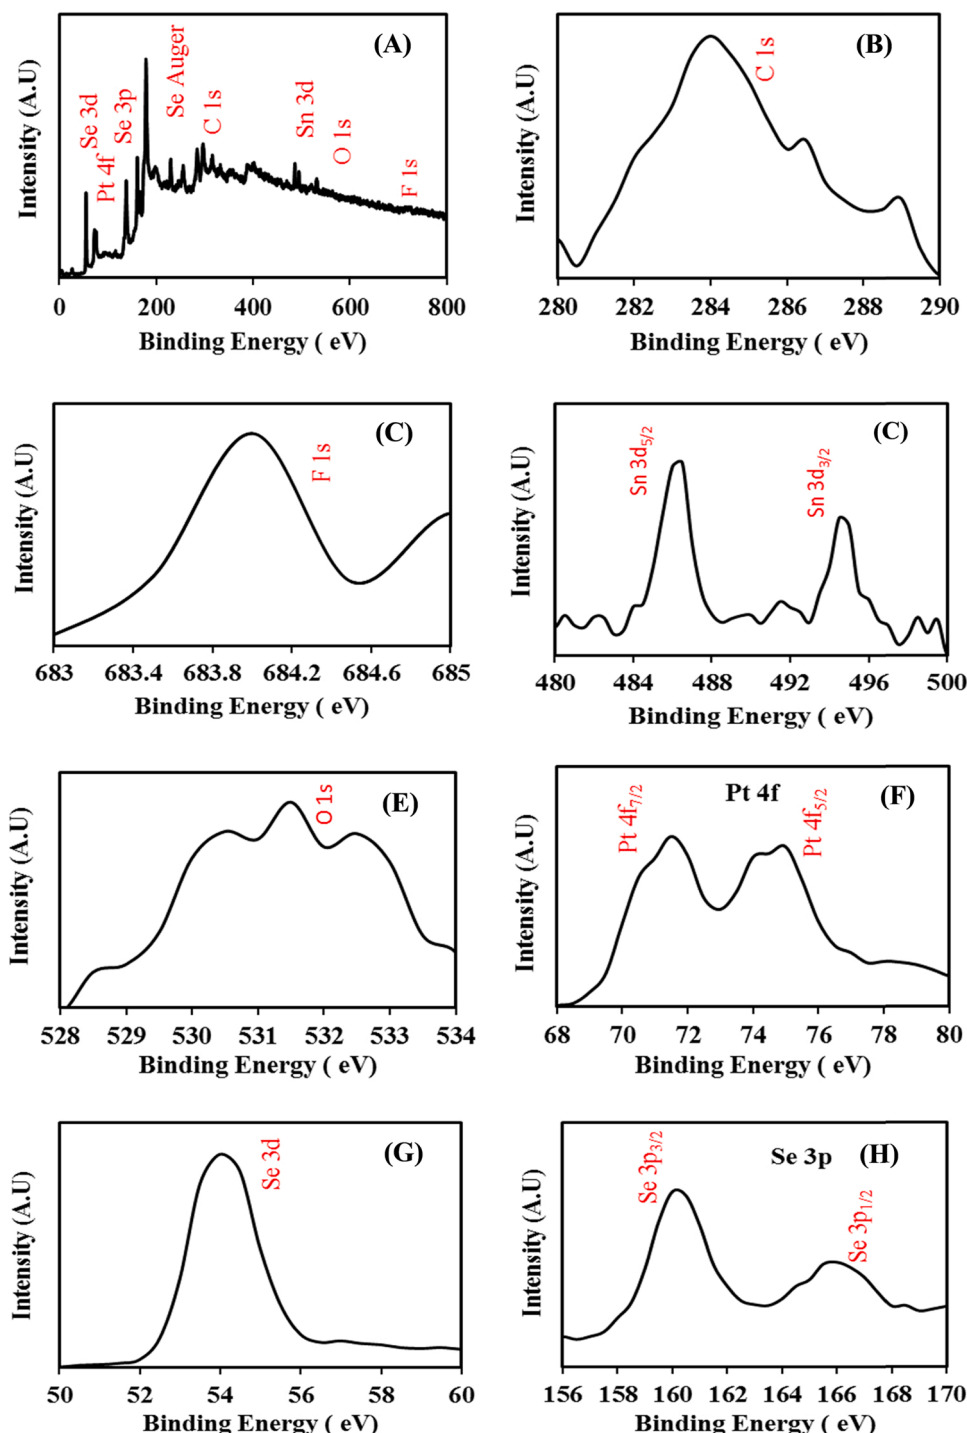 (A)
Intensity (A.U)
Se 3d
Pt 4f
Se 3p
Se Auger
C 1s
Sn 3d
O 1s
F 1s
0 200 400 600 800
Binding Energy ( eV)
(B)
Intensity (A.U)
C 1s
280 282 284 286 288 290
Binding Energy ( eV)
(C)
Intensity (A.U)
F 1s
683 683.4 683.8 684.2 684.6 685
Binding Energy ( eV)
(C)
Intensity (A.U)
Sn 3d5/2
Sn 3d3/2
480 484 488 492 496 500
Binding Energy ( eV)
(E)
Intensity (A.U)
O 1s
528 529 530 531 532 533 534
Binding Energy ( eV)
Pt 4f (F)
Intensity (A.U)
Pt 4f7/2
Pt 4f5/2
68 70 72 74 76 78 80
Binding Energy ( eV)
(G)
Intensity (A.U)
Se 3d
50 52 54 56 58 60
Binding Energy ( eV)
Se 3p (H)
Intensity (A.U)
Se 3p3/2
Se 3p1/2
156 158 160 162 164 166 168 170
Binding Energy ( eV)